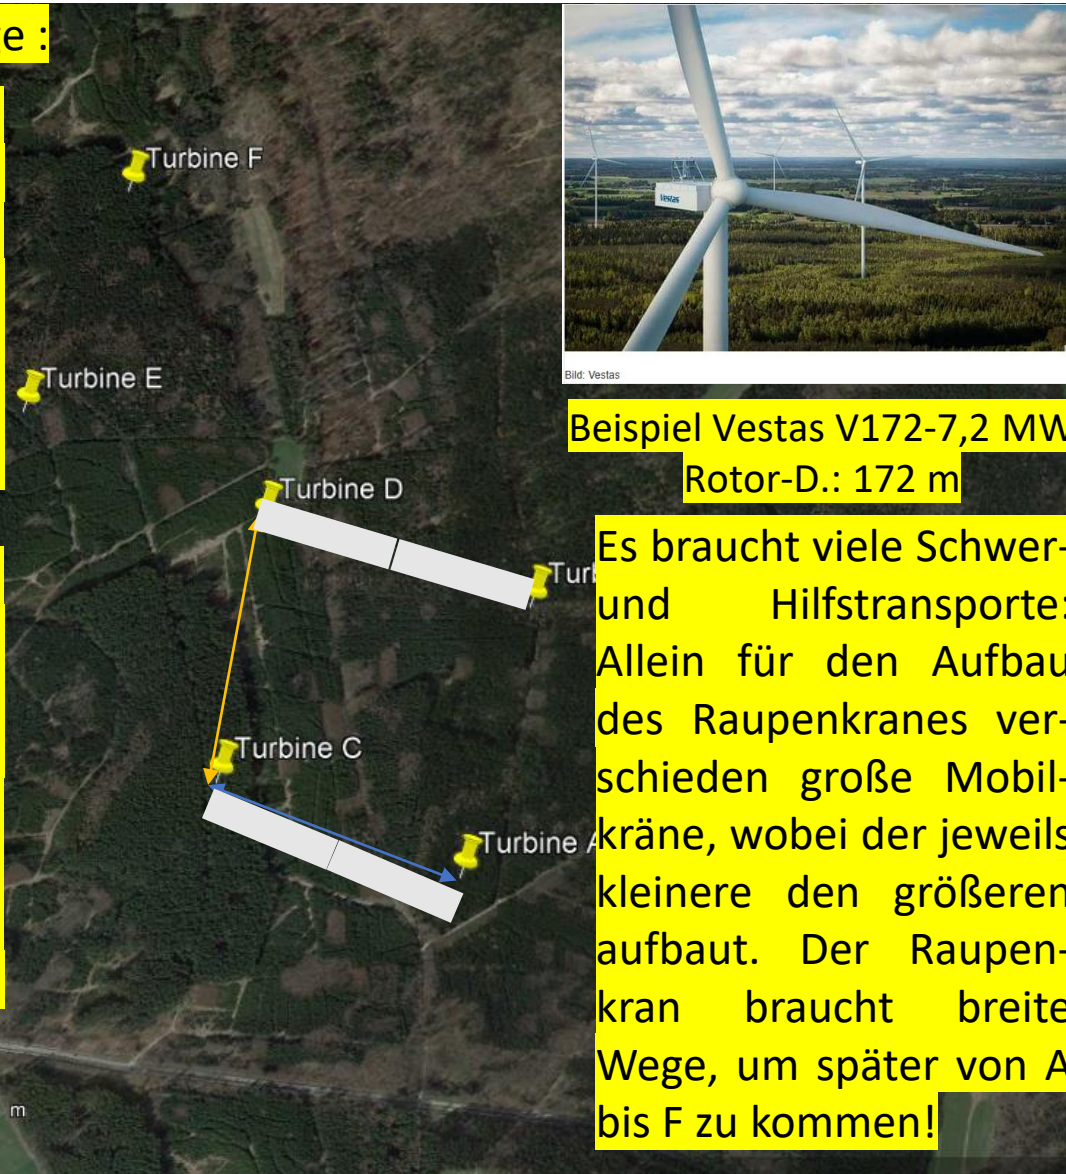 e :
Turbine F
Vestas
Bild: Vestas
Turbine E
Beispiel Vestas V172-7,2 MW
Rotor-D.: 172 m
Turbine D
Turb
Turbine C
Turbine A
Es braucht viele Schwer-
und Hilfstransporte:
Allein für den Aufbau
des Raupenkranes ver-
schieden große Mobil-
kräne, wobei der jeweils
kleinere den größeren
aufbaut. Der Raupen-
kran braucht breite
Wege, um später von A
bis F zu kommen!
m